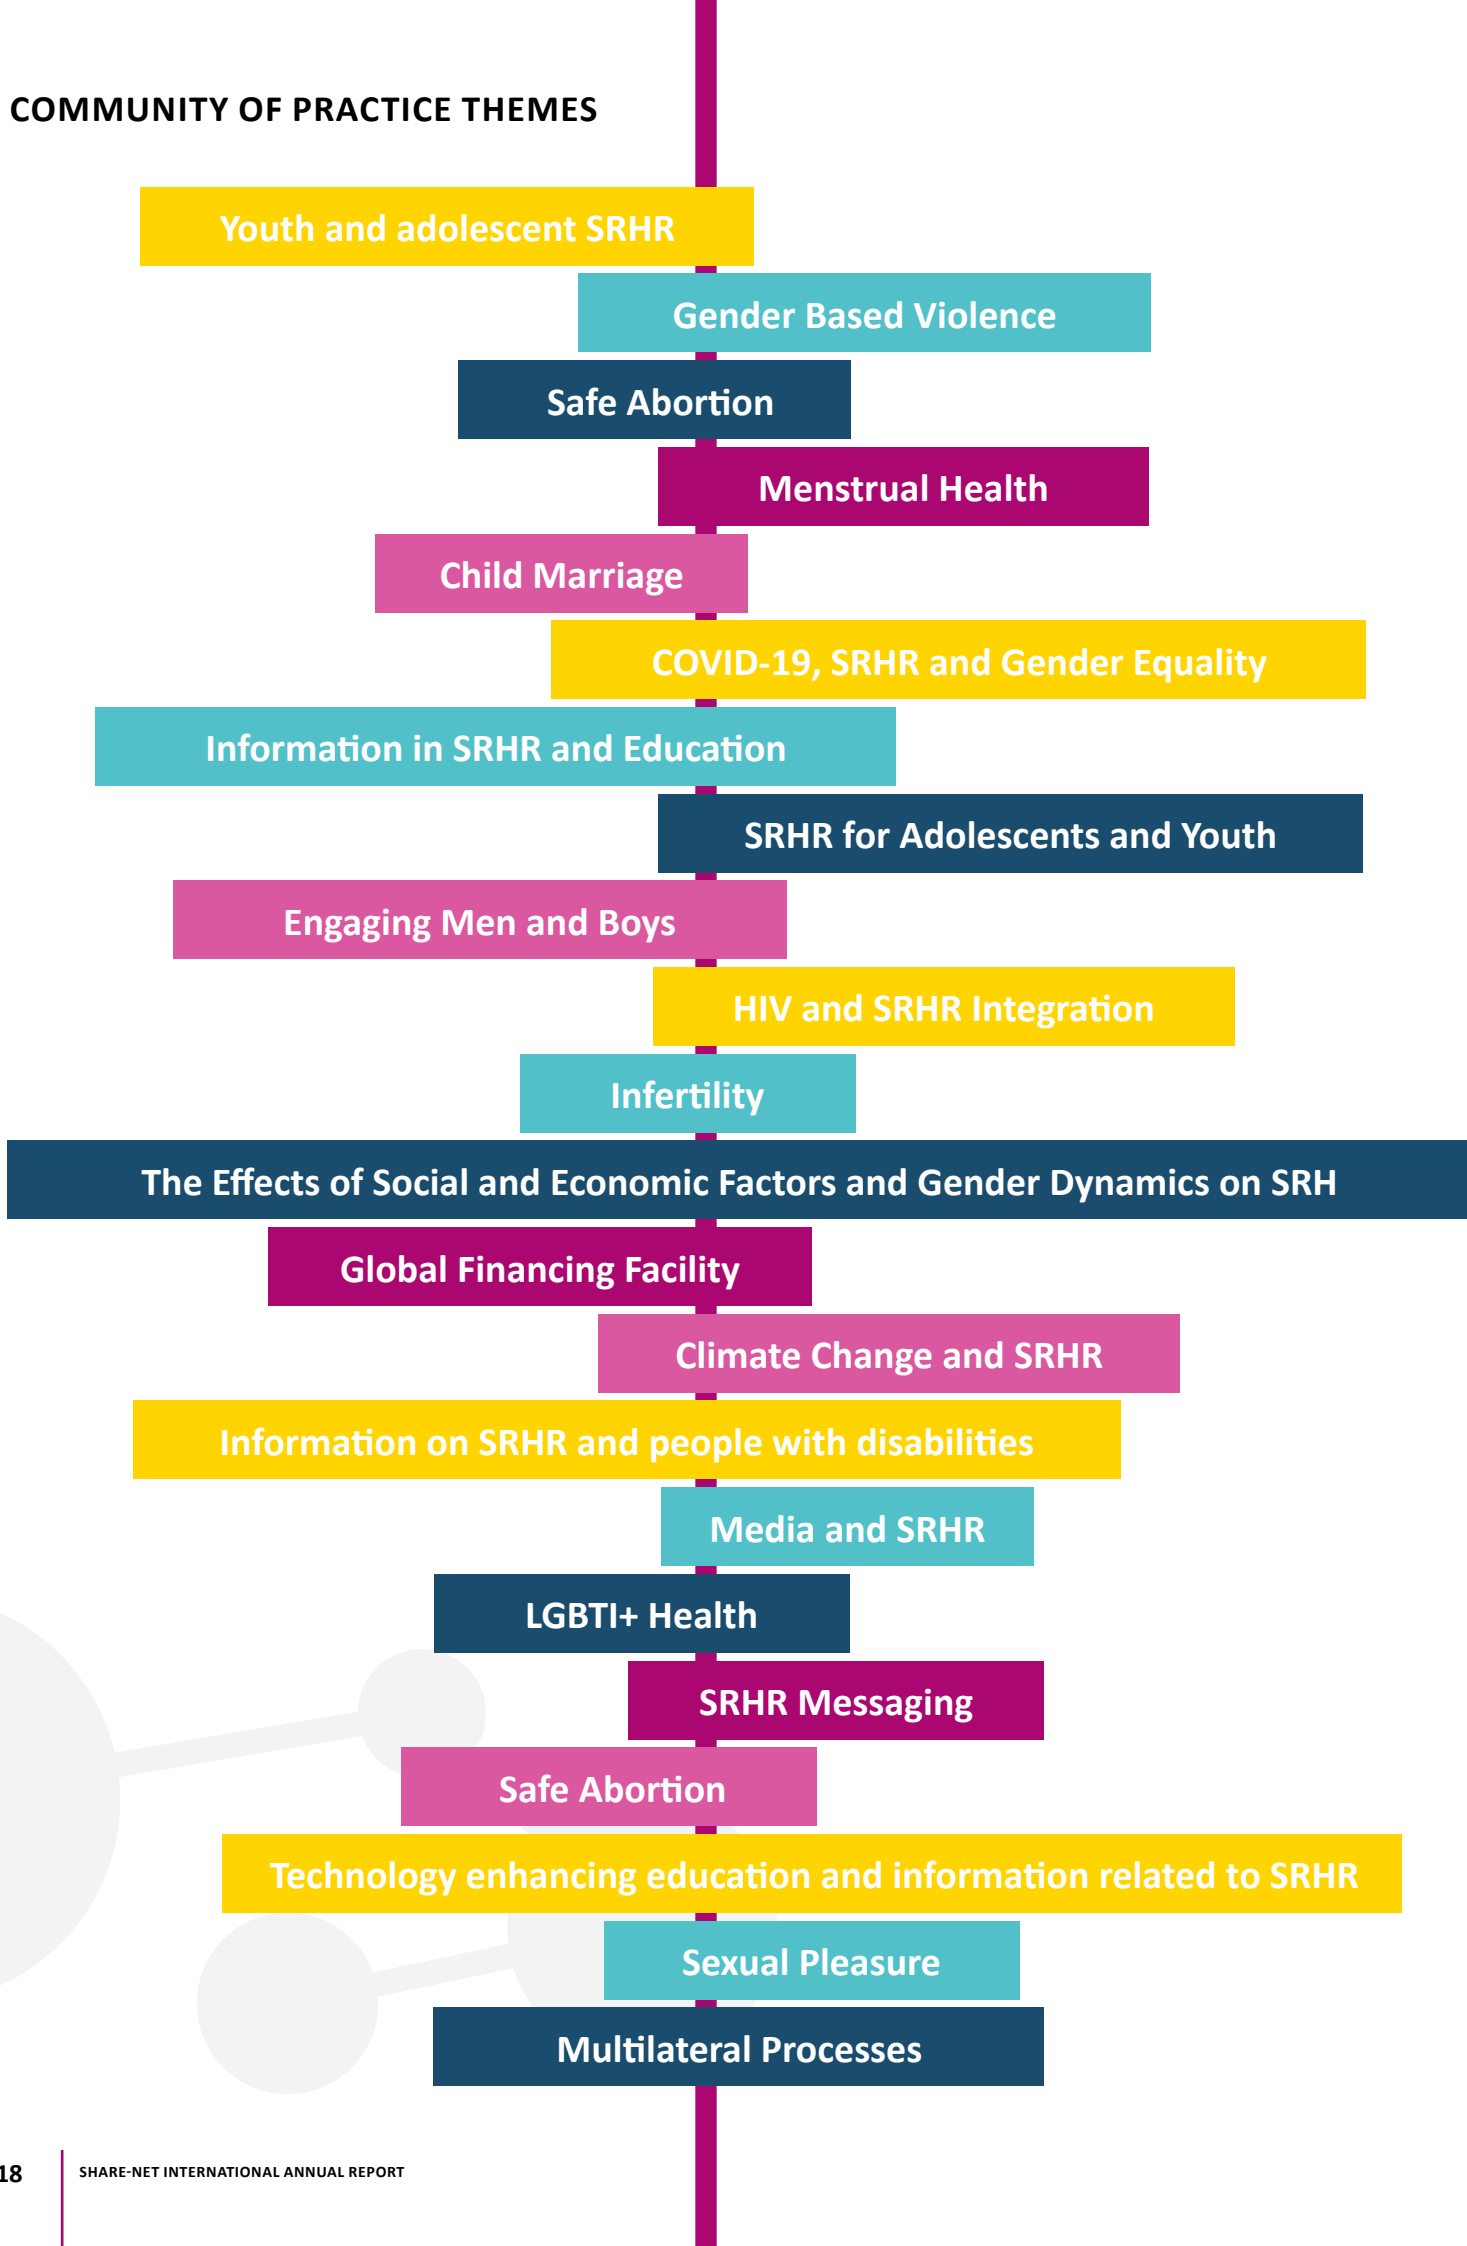 COMMUNITY OF PRACTICE THEMES
Youth and adolescent SRHR
Gender Based Violence
Safe Abortion
Menstrual Health
Child Marriage
COVID-19, SRHR and Gender Equality
Information in SRHR and Education
SRHR for Adolescents and Youth
Engaging Men and Boys
HIV and SRHR Integration
Infertility
The Effects of Social and Economic Factors and Gender Dynamics on SRH
Global Financing Facility
Climate Change and SRHR
Information on SRHR and people with disabilities
Media and SRHR
LGBTI+ Health
SRHR Messaging
Safe Abortion
Technology enhancing education and information related to SRHR
Sexual Pleasure
Multilateral Processes
18
SHARE-NET INTERNATIONAL ANNUAL REPORT